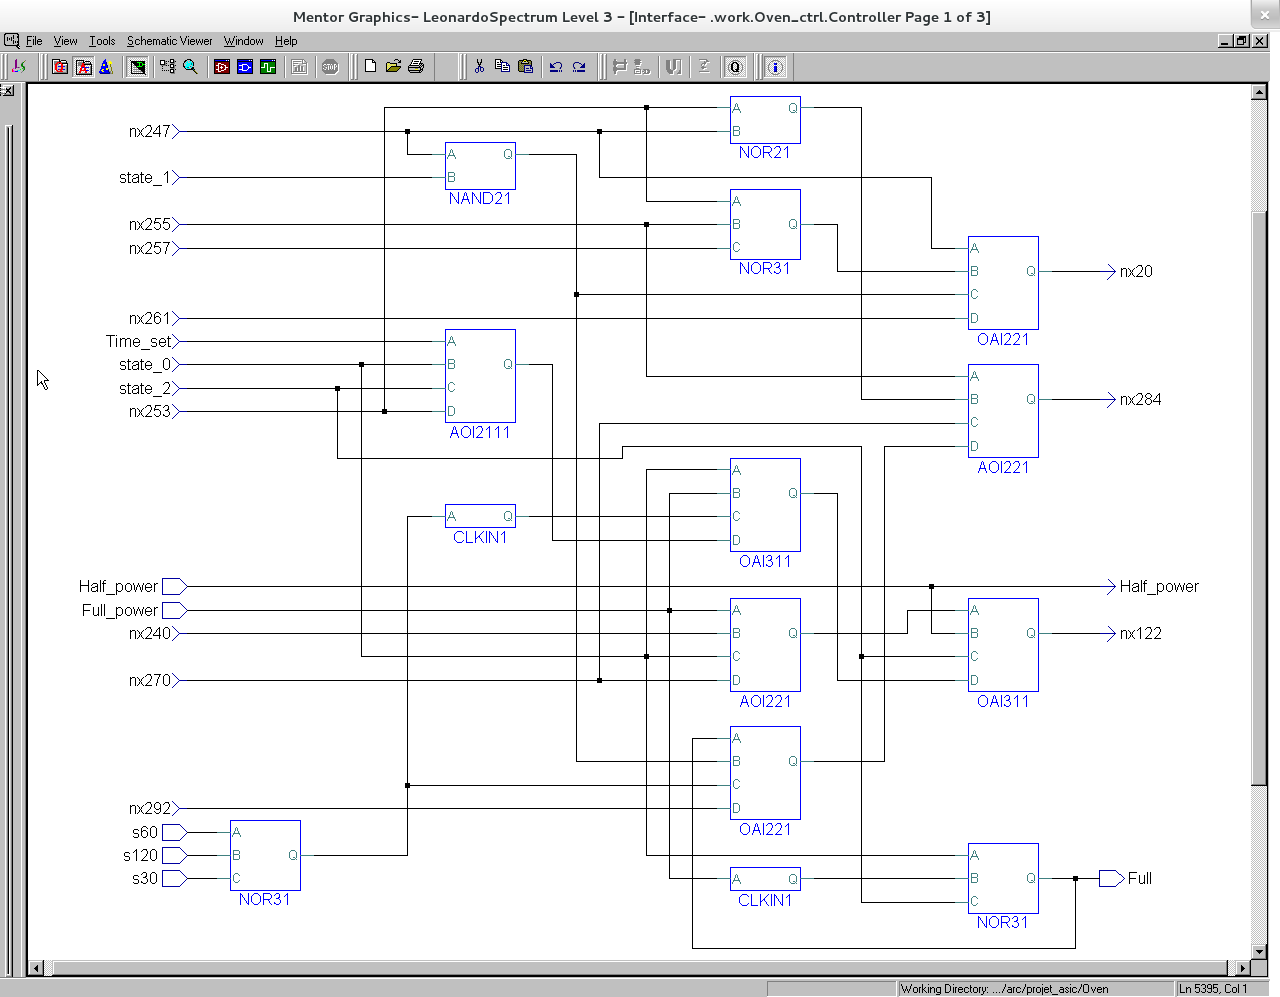 Mentor Graphics- LeonardoSpectrum Level 3 - [Interface- .work.Oven_ctrl.Controller Page 1 of 3]
File View Tools Schematic Viewer Window Help
STOP Q
A Q
nx247 B
NOR21
A Q
state_1 B
NAND21
A
nx255 B Q
nx257 C
NOR31
A
B Q nx20
C
nx261 D
OAI221
Time_set A
state_0 B Q
state_2 C
nx253 D
AOI2111
A
B Q nx284
C
D
AOI221
A
B Q
C
D
OAI311
A Q
CLKIN1
Half_power Half_power
Full_power A
nx240 B Q
C
nx270 D
AOI221
A
B Q nx122
C
D
OAI311
A
B Q
C
nx292 D
OAI221
s60 A
s120 B Q
s30 C
NOR31
A Q
CLKIN1
A
B Q Full
C
NOR31
Working Directory: .../arc/projet_asic/Oven Ln 5395, Col 1